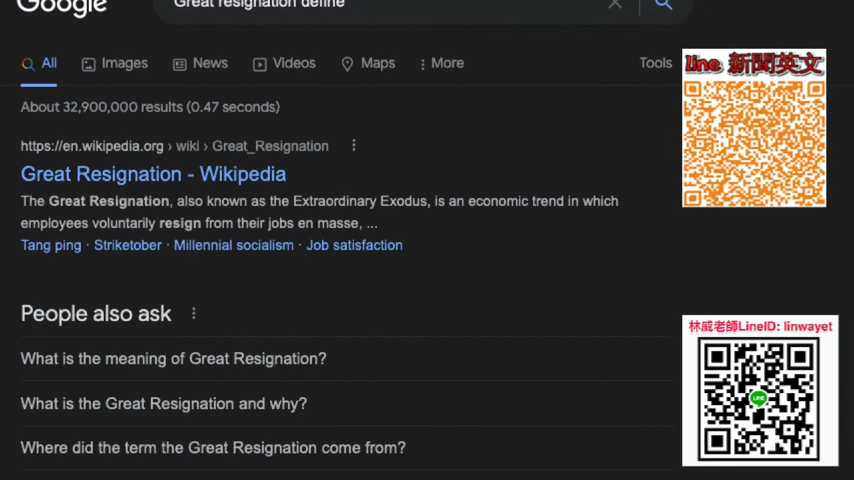 Google
Great resignation define
All
Images
News
Videos
Maps
More
Tools
About 32,900,000 results (0.47 seconds)
https://en.wikipedia.org › wiki › Great_Resignation
Great Resignation - Wikipedia
The Great Resignation, also known as the Extraordinary Exodus, is an economic trend in which
employees voluntarily resign from their jobs en masse, ...
Tang ping · Striketober · Millennial socialism · Job satisfaction
People also ask
What is the meaning of Great Resignation?
What is the Great Resignation and why?
Where did the term the Great Resignation come from?
line 新聞英文
林威老師LineID: linwayet
LINE